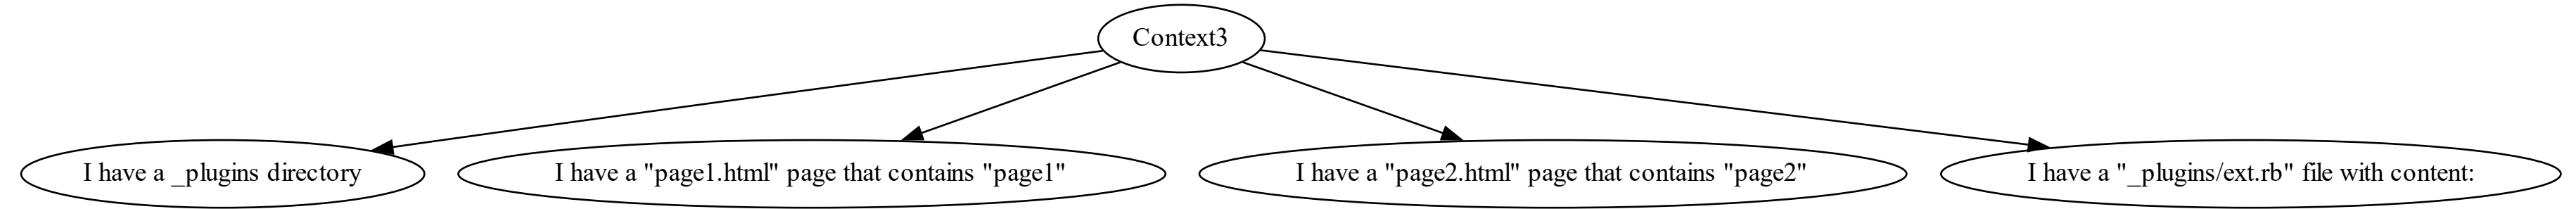 Context3
I have a _plugins directory
I have a "page1.html" page that contains "page1"
I have a "page2.html" page that contains "page2"
I have a "_plugins/ext.rb" file with content: